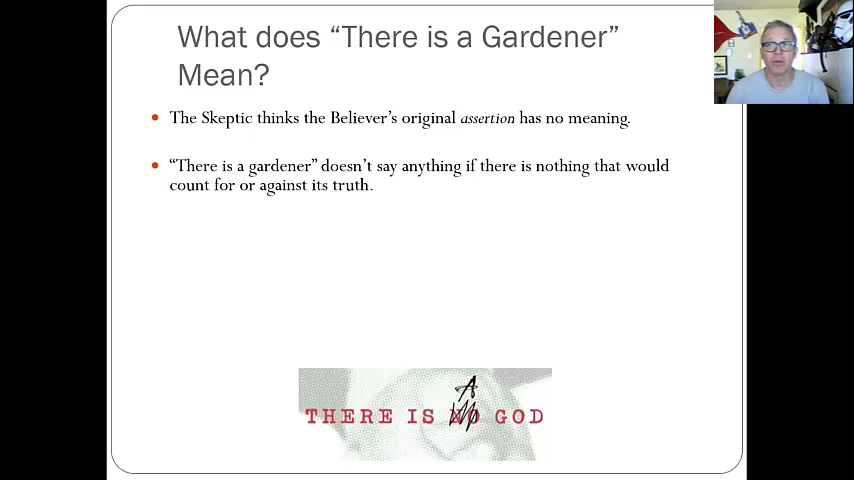 What does “There is a Gardener”
Mean?
• The Skeptic thinks the Believer’s original assertion has no meaning.
• “There is a gardener” doesn’t say anything if there is nothing that would
count for or against its truth.
A
THERE IS NO GOD